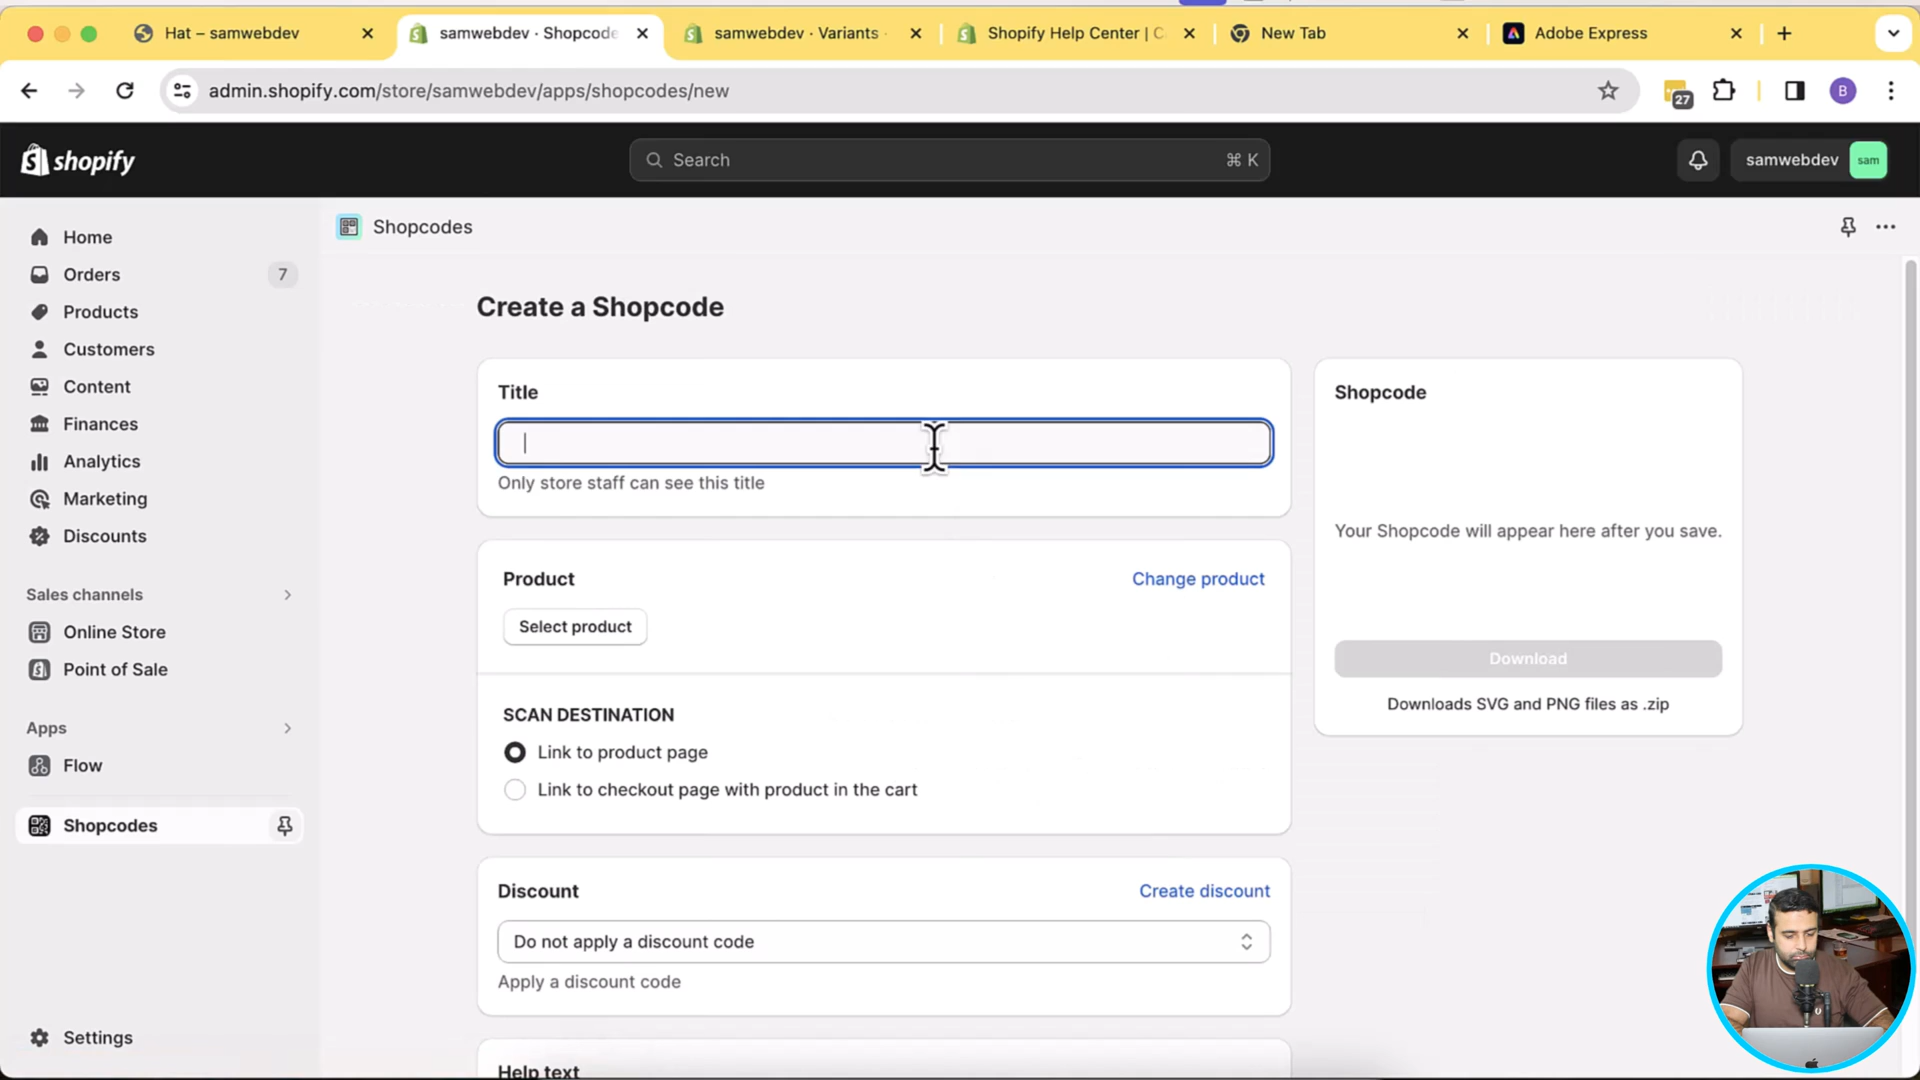 Hat – samwebdev
samwebdev · Shopcode
samwebdev · Variants
Shopify Help Center | C
New Tab
Adobe Express
admin.shopify.com/store/samwebdev/apps/shopcodes/new
27
B
shopify
Search
⌘ K
samwebdev
sam
Home
Orders
7
Products
Customers
Content
Finances
Analytics
Marketing
Discounts
Sales channels
Online Store
Point of Sale
Apps
Flow
Shopcodes
Settings
Shopcodes
Create a Shopcode
Title
Only store staff can see this title
Product
Change product
Select product
SCAN DESTINATION
Link to product page
Link to checkout page with product in the cart
Discount
Create discount
Do not apply a discount code
Apply a discount code
Help text
Shopcode
Your Shopcode will appear here after you save.
Download
Downloads SVG and PNG files as .zip